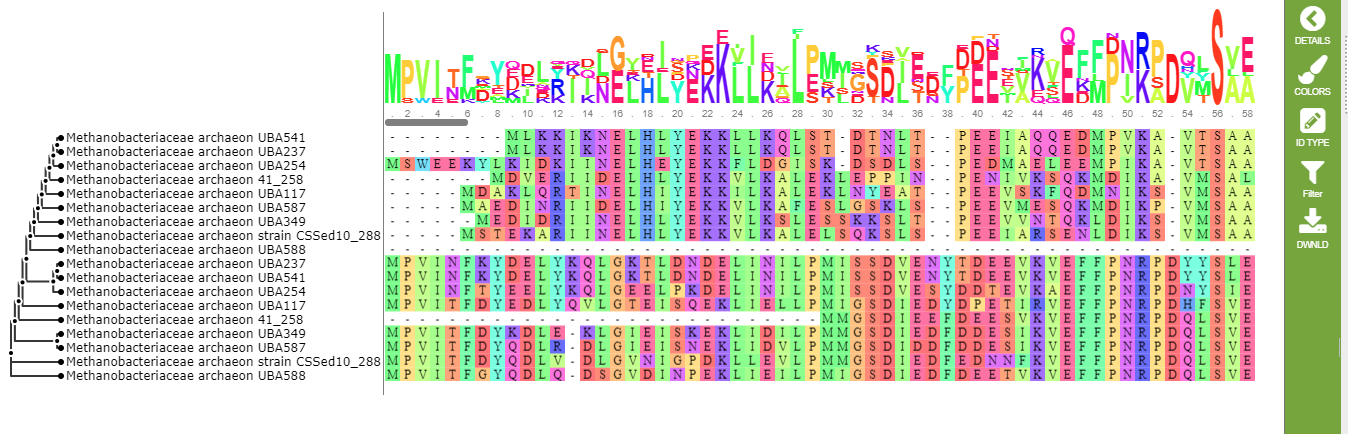 DETAILS
COLORS
ID TYPE
Filter
DWNLD
2 4 6 8 10 12 14 16 18 20 22 24 26 28 30 32 34 36 38 40 42 44 46 48 50 52 54 56 58
Methanobacteriaceae archaeon UBA541 - - - - - - - - M L K K I K N E L H L Y E K K L L K Q L S T - D T N L T - - P E E I A Q Q E D M P V K A - V T S A A
Methanobacteriaceae archaeon UBA237 - - - - - - - - M L K K I K N E L H L Y E K K L L K Q L S T - D T N L T - - P E E I A Q Q E D M P V K A - V T S A A
Methanobacteriaceae archaeon UBA254 M S W E E K Y L K I D K I I N E L H E Y E K K F L D G I S K - D S D L S - - P E D M A E L E E M P I K A - V T S A A
Methanobacteriaceae archaeon 41_258 - - - - - - - M D V E R I I D E L H L Y E K K V L K A L E K L E P P I N - - P E E I N V K S Q K M D I K A - V M S A L
Methanobacteriaceae archaeon UBA117 - - - - - M D A K L Q R T I N E L H L Y E K K I L K A L E K L N Y E A T - - P E E V S K F Q D M N I K S - V M S A A
Methanobacteriaceae archaeon UBA587 - - - - - M A E D I N R I I D E L H L Y E K K V L K A F E S L G S K L S - - P E E V M E S Q K M D I K P - V M S A A
Methanobacteriaceae archaeon UBA349 - - - - - - M E D I D R I I N E L H I Y E K K V L K S L E S S K K S L T - - P E E V V N T Q K L D I K S - V M S A A
Methanobacteriaceae archaeon strain CSSed10_288 - - - - - M S T E K A R I I N E L H L Y E K K V L K A L E L S Q K S L S - - P E E I A R S E N L D I K S - V M S A A
Methanobacteriaceae archaeon UBA588 - - - - - - - - - - - - - - - - - - - - - - - - - - - - - - - - - - - - - - - - - - - - - - - - - - - - - - - - - -
Methanobacteriaceae archaeon UBA237 M P V I N F K Y D E L Y K Q L G K T L D N D E L I N I L P M I S S D V E N Y T D E E V K V E F F P N R P D Y Y S L E
Methanobacteriaceae archaeon UBA541 M P V I N F K Y D E L Y K Q L G K T L D N D E L I N I L P M I S S D V E N Y T D E E V K V E F F P N R P D Y Y S L E
Methanobacteriaceae archaeon UBA254 M P V I N F T Y E E L Y K Q L G E E L P K D E L I N I L P M I S S D V E S Y D D T E V K A E F F P N R P D N Y S I E
Methanobacteriaceae archaeon UBA117 M P V I T F D Y E D L Y Q V L G T E L S Q E K L I E L L P M I G S D I E D Y D P E T I R V E F F P N R P D H F S V E
Methanobacteriaceae archaeon 41_258 - - - - - - - - - - - - - - - - - - - - - - - - - - - - - M M G S D I E E F D E E S I K V E F F P N R P D Q L S V E
Methanobacteriaceae archaeon UBA349 M P V I T F D Y K D L E - K L G I E I S K E K L I D I L P M M G S D I E D F D D E S I K V E F F P N R P D Q L S V E
Methanobacteriaceae archaeon UBA587 M P V I T F D Y Q D L R - D L G I E I S N E K L I D V L P M M G S D I E D F D D E S I K V E F F P N R P D Q L S V E
Methanobacteriaceae archaeon strain CSSed10_288 M P V I T F D Y Q D L V - D L G V N I G P D K L L E V L P M M G S D I E D F E D N N F K V E F F P N R P D Q L S V E
Methanobacteriaceae archaeon UBA588 M P V I T F G Y Q D L Q - D S G V D I N P E K L I E I L P M I G S D I E D F D E E T V K V E F F P N R P D Q L S V E